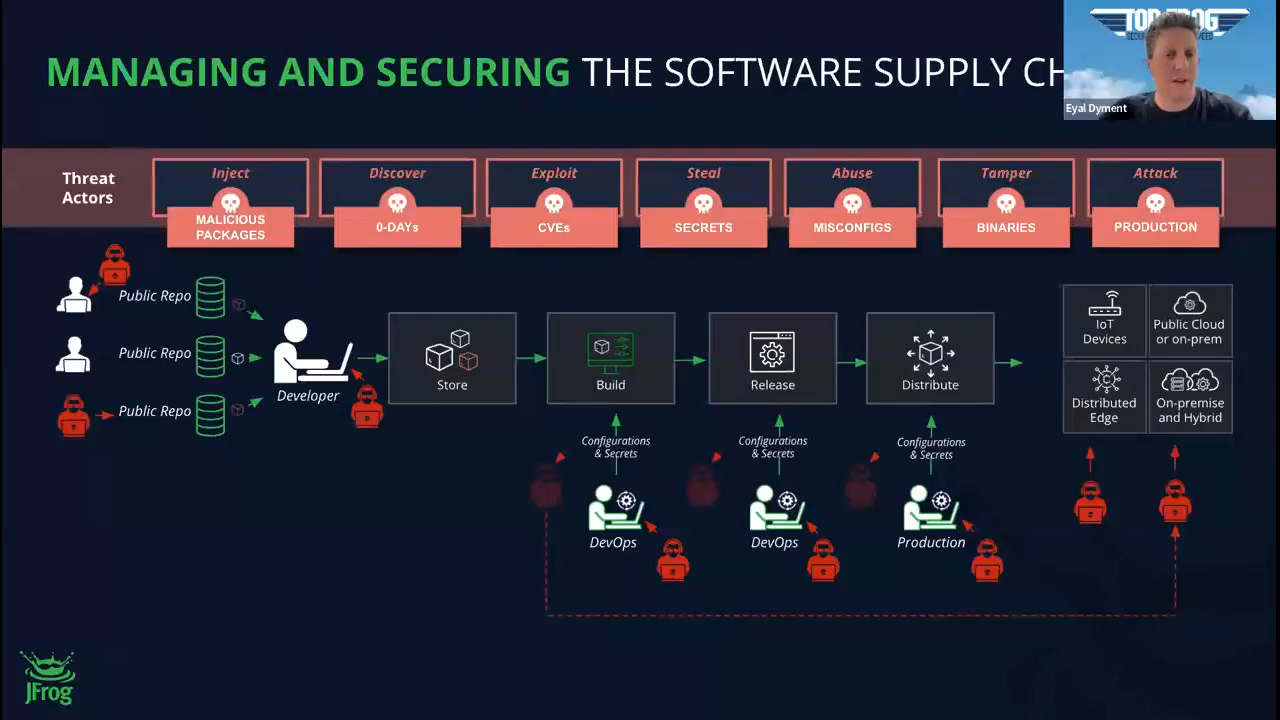 TOP FROG
MANAGING AND SECURING THE SOFTWARE SUPPLY CH
Eyal Dyment
Threat
Actors
Inject
MALICIOUS
PACKAGES
Discover
0-DAYs
Exploit
CVEs
Steal
SECRETS
Abuse
MISCONFIGS
Tamper
BINARIES
Attack
PRODUCTION
Public Repo
Public Repo
Public Repo
Developer
Store
Build
Release
Distribute
IoT
Devices
Public Cloud
or on-prem
Distributed
Edge
On-premise
and Hybrid
Configurations
& Secrets
Configurations
& Secrets
Configurations
& Secrets
DevOps
DevOps
Production
JFrog